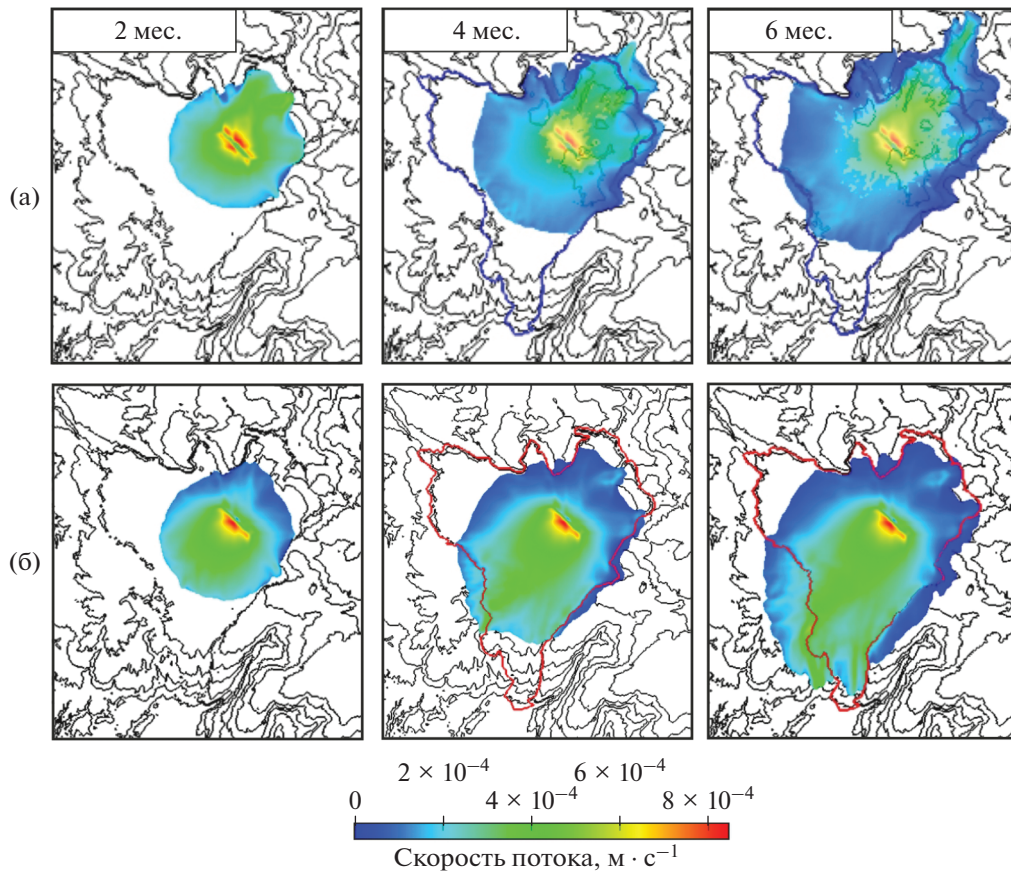 2 мес.
4 мес.
6 мес.
(а)
(б)
2 × 10⁻⁴
6 × 10⁻⁴
0
4 × 10⁻⁴
8 × 10⁻⁴
Скорость потока, м · с⁻¹